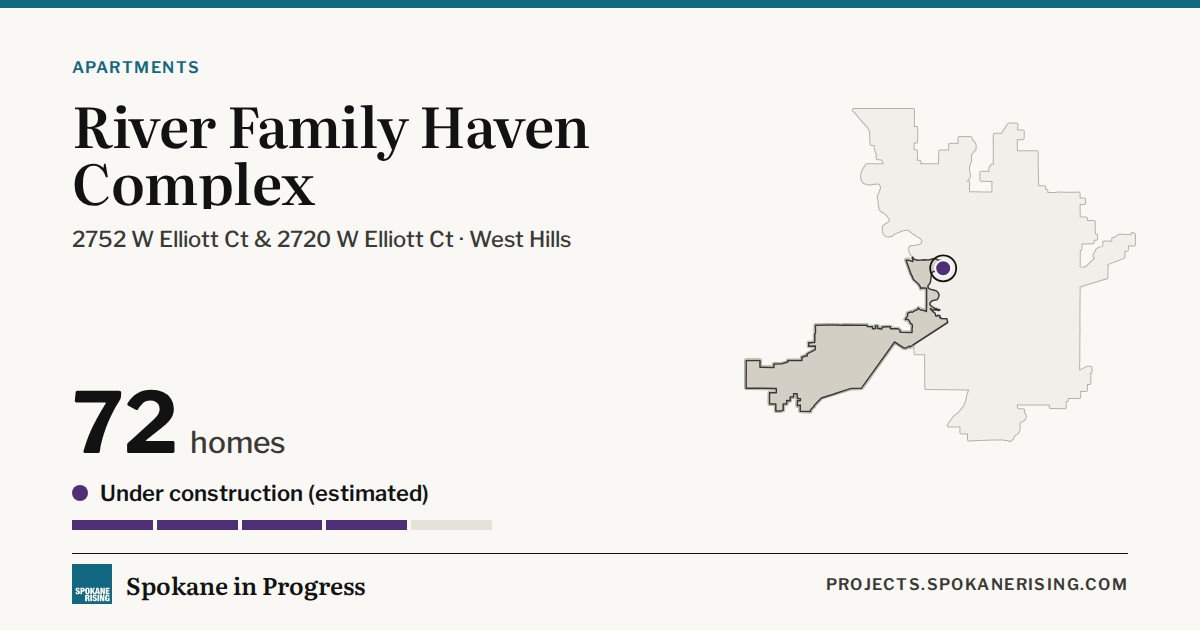 APARTMENTS
River Family Haven
Complex
2752 W Elliott Ct & 2720 W Elliott Ct · West Hills
72 homes
Under construction (estimated)
SPOKANE
RISING
Spokane in Progress
PROJECTS.SPOKANERISING.COM